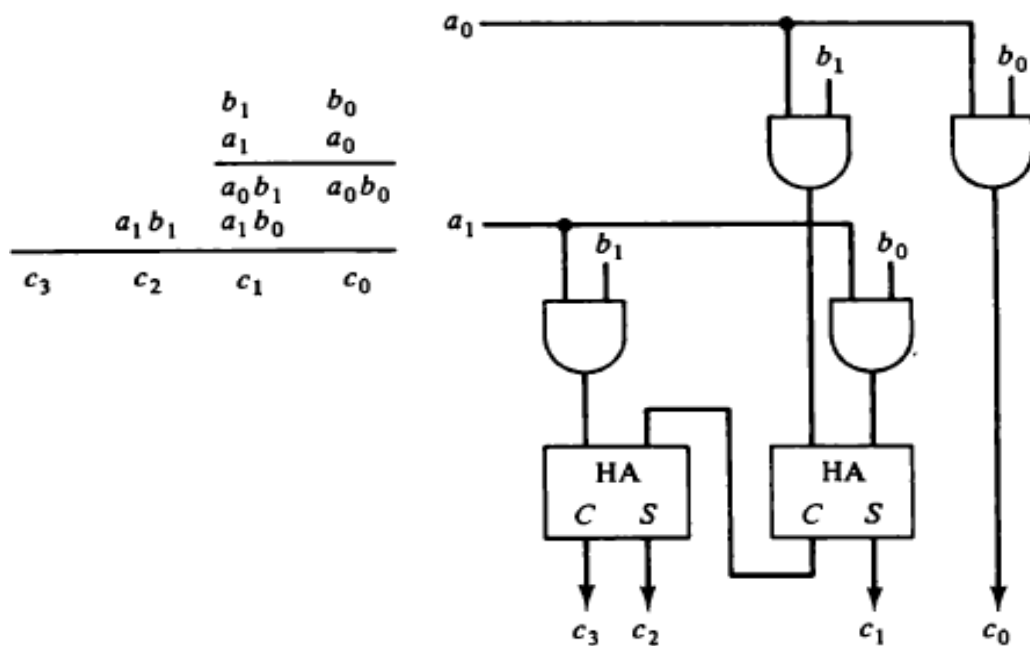 b₁ b₀
a₁ a₀
a₀b₁ a₀b₀
a₁b₁ a₁b₀
c₃ c₂ c₁ c₀
a₀
b₁ b₀
a₁
b₁ b₀
HA HA
C S C S
c₃ c₂ c₁ c₀